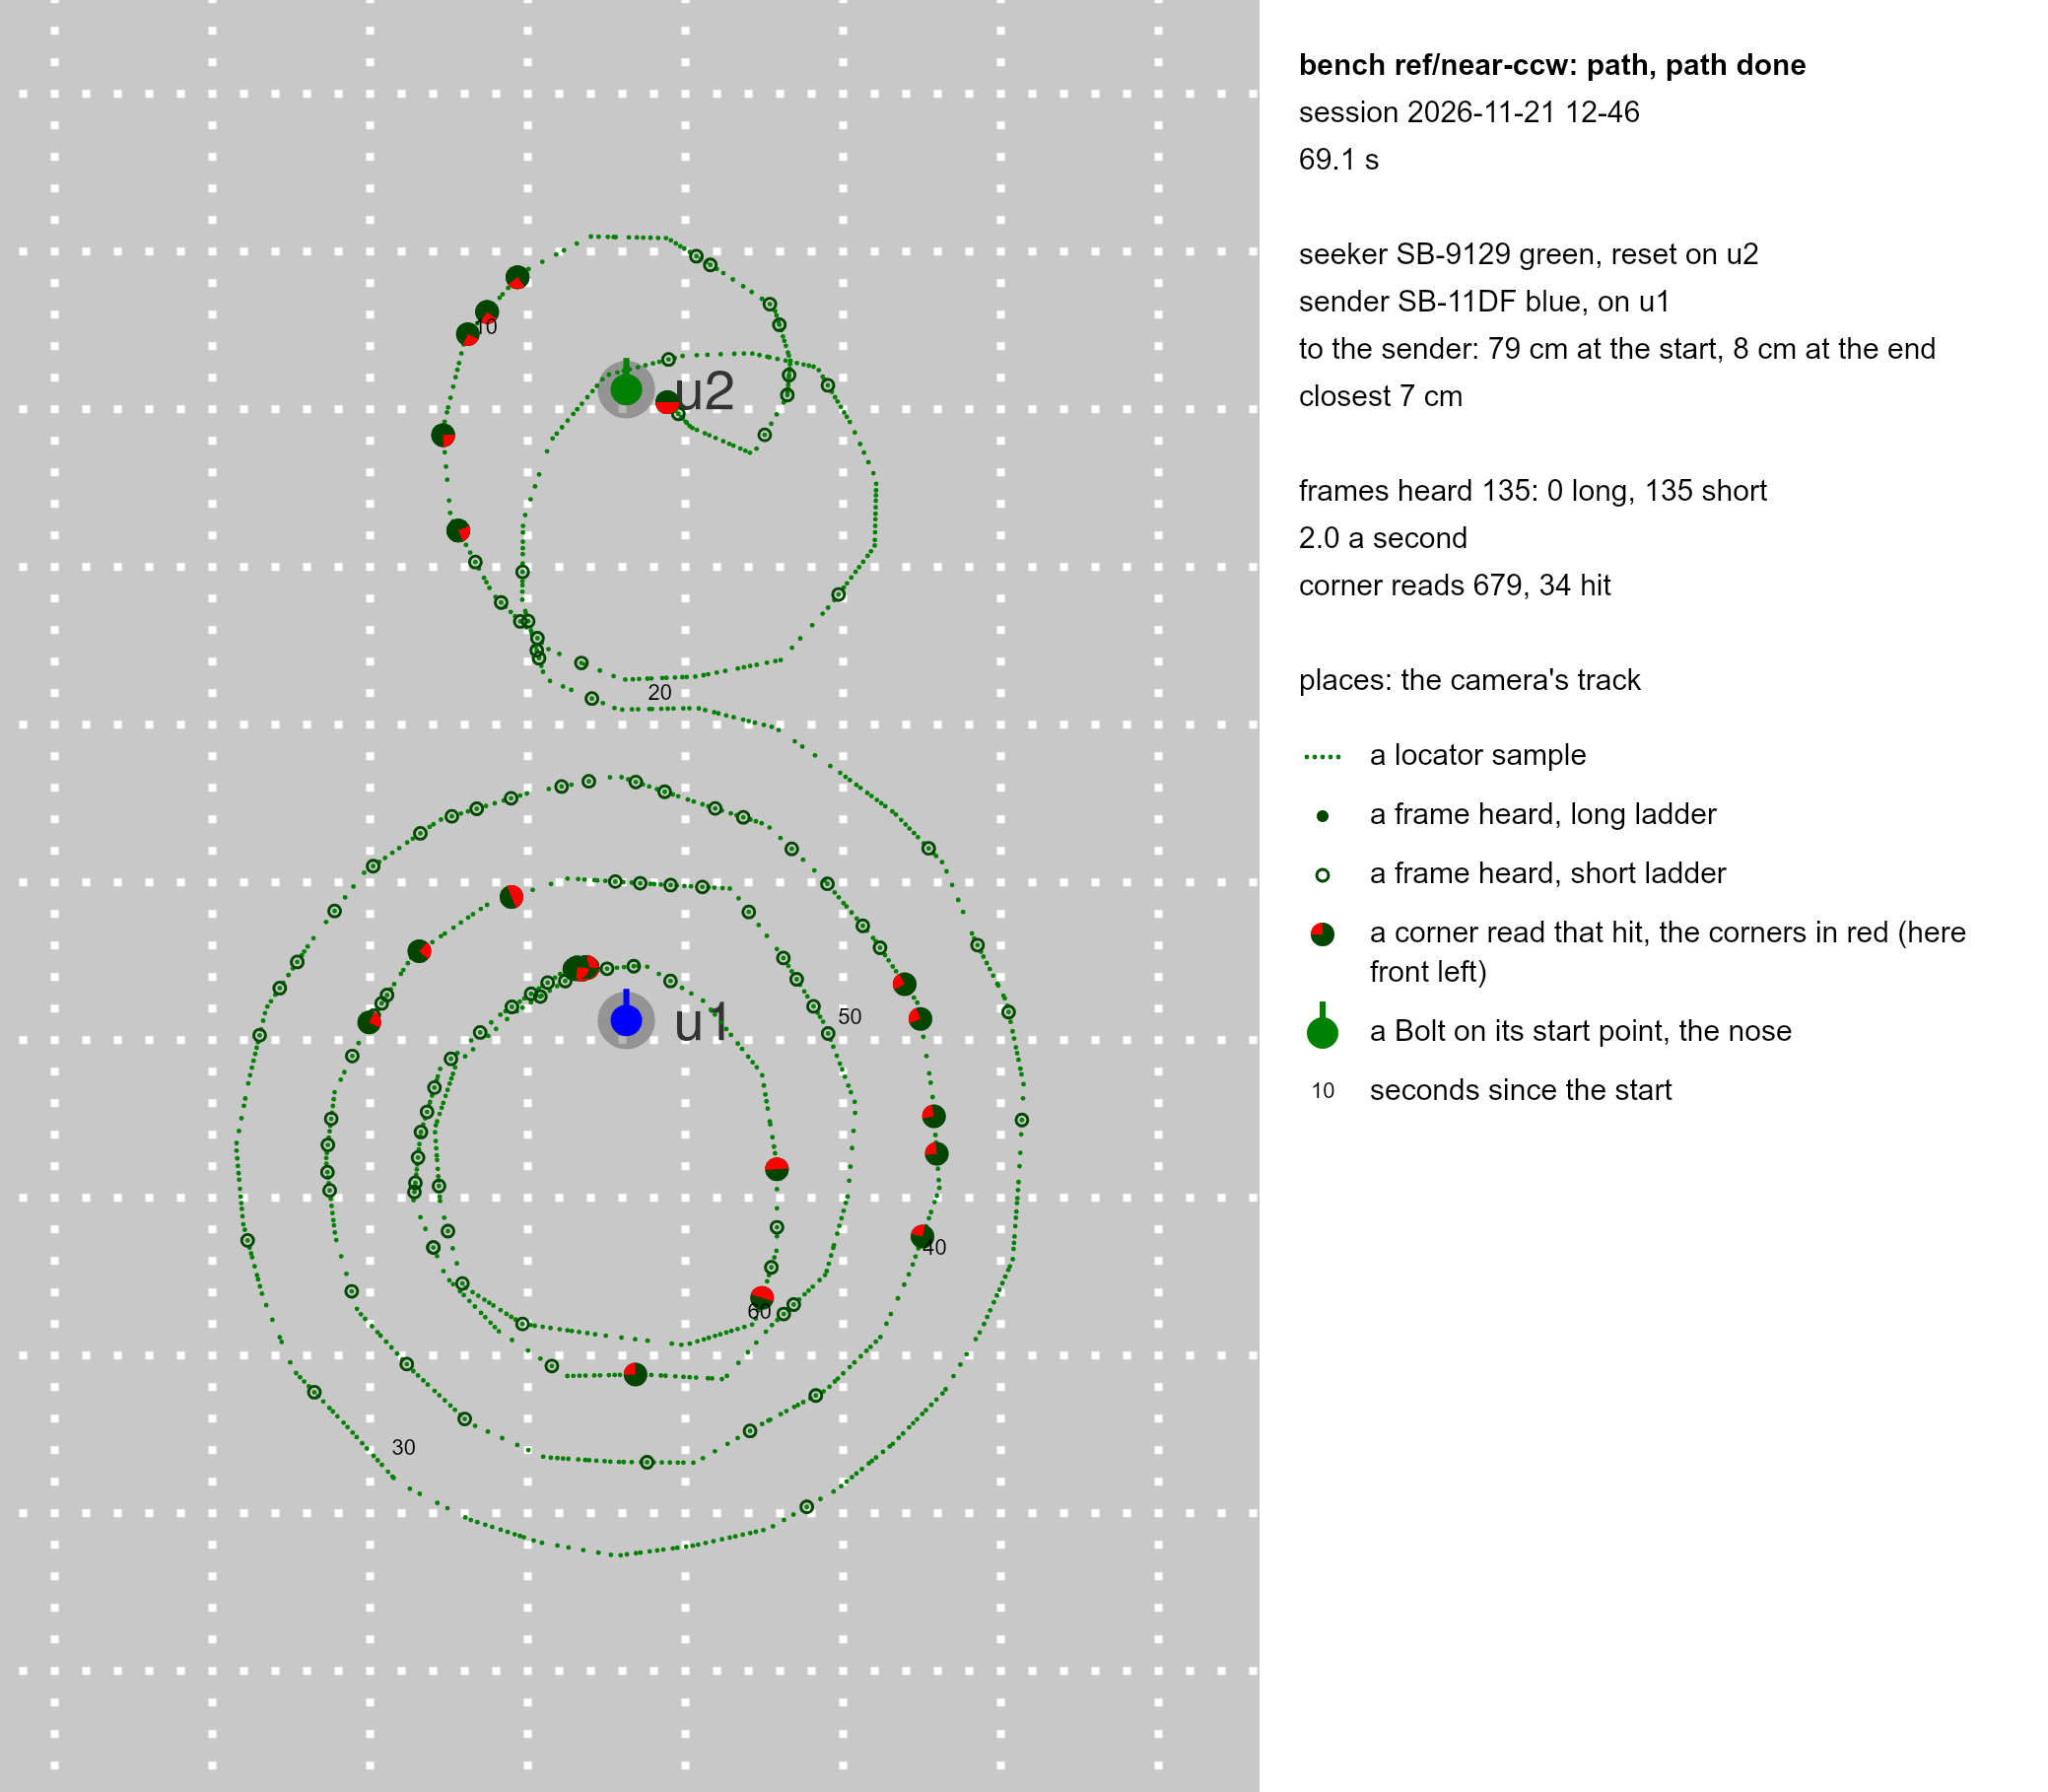 bench ref/near-ccw: path, path done
session 2026-11-21 12-46
69.1 s
seeker SB-9129 green, reset on u2
sender SB-11DF blue, on u1
to the sender: 79 cm at the start, 8 cm at the end
closest 7 cm
frames heard 135: 0 long, 135 short
2.0 a second
corner reads 679, 34 hit
places: the camera's track
a locator sample
a frame heard, long ladder
a frame heard, short ladder
a corner read that hit, the corners in red (here
front left)
a Bolt on its start point, the nose
10 seconds since the start
10
u2
20
u1
50
40
60
30